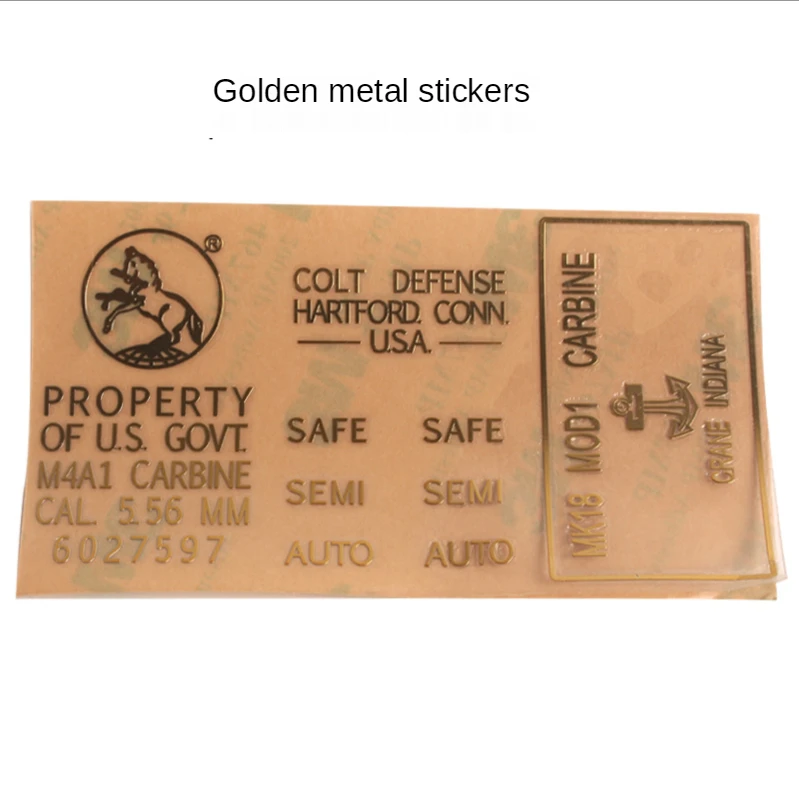 Golden metal stickers
®
COLT DEFENSE
HARTFORD. CONN.
U.S.A.
PROPERTY
OF U.S. GOVT.
M4A1 CARBINE
CAL. 5.56 MM
6027597
SAFE SAFE
SEMI SEMI
AUTO AUTO
MK18 MOD1 CARBINE
CRANE INDIANA